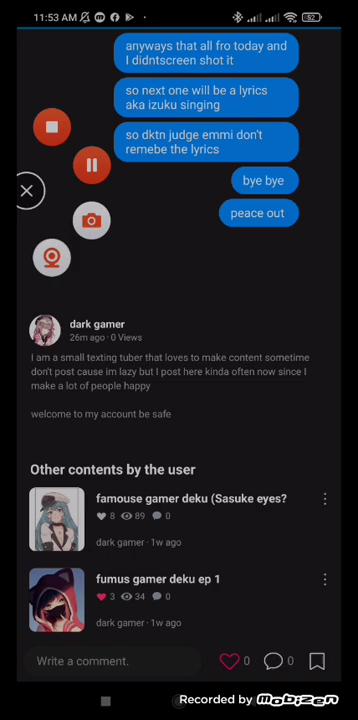 11:53 AM
52
anyways that all fro today and
I didntscreen shot it
so next one will be a lyrics
aka izuku singing
so dktn judge emmi don't
remebe the lyrics
bye bye
peace out
dark gamer
26m ago · 0 Views
I am a small texting tuber that loves to make content sometime
don't post cause im lazy but I post here kinda often now since I
make a lot of people happy
welcome to my account be safe
Other contents by the user
famouse gamer deku (Sasuke eyes?
8 89 0
dark gamer · 1w ago
fumus gamer deku ep 1
3 34 0
dark gamer · 1w ago
Write a comment. 0 0
Recorded by Mobizen